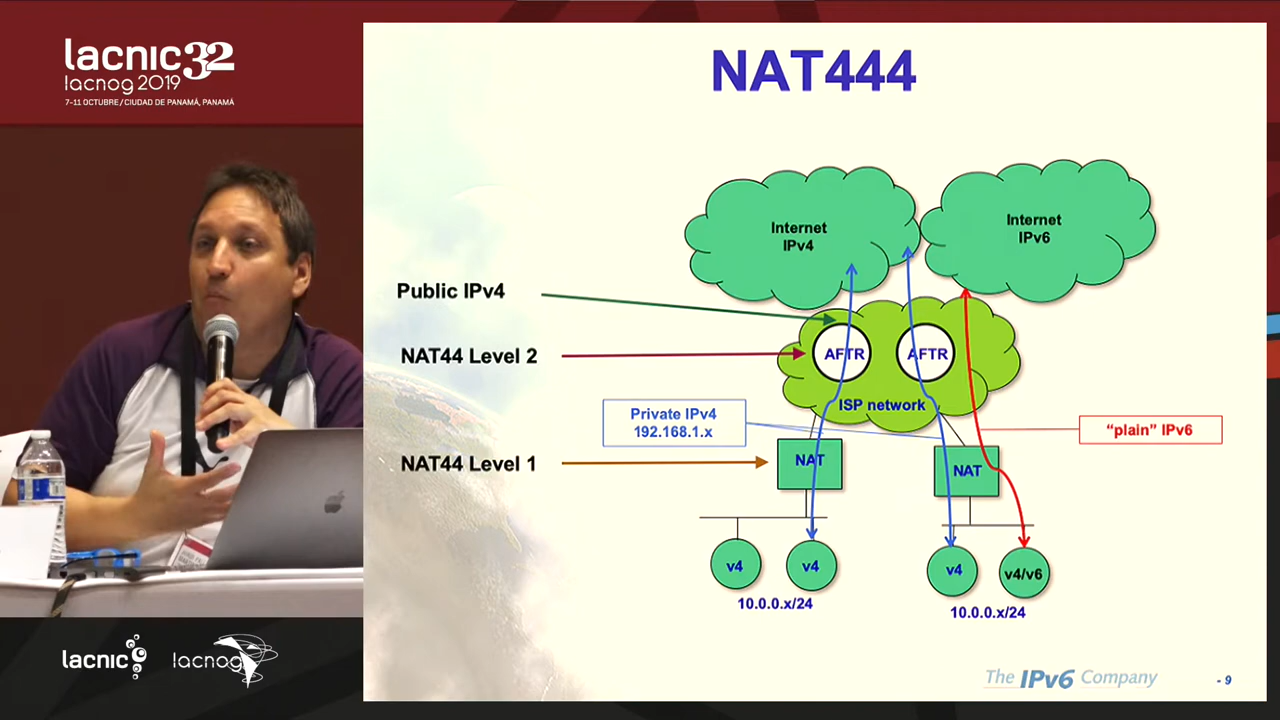 lacnic32
lacnog 2019
7-11 OCTUBRE / CIUDAD DE PANAMÁ, PANAMÁ
NAT444
Internet
IPv4
Internet
IPv6
Public IPv4
NAT44 Level 2
AFTR
AFTR
ISP network
Private IPv4
192.168.1.x
"plain" IPv6
NAT44 Level 1
NAT
NAT
v4
v4
v4
v4/v6
10.0.0.x/24
10.0.0.x/24
lacnic
lacnog
The IPv6 Company
- 9